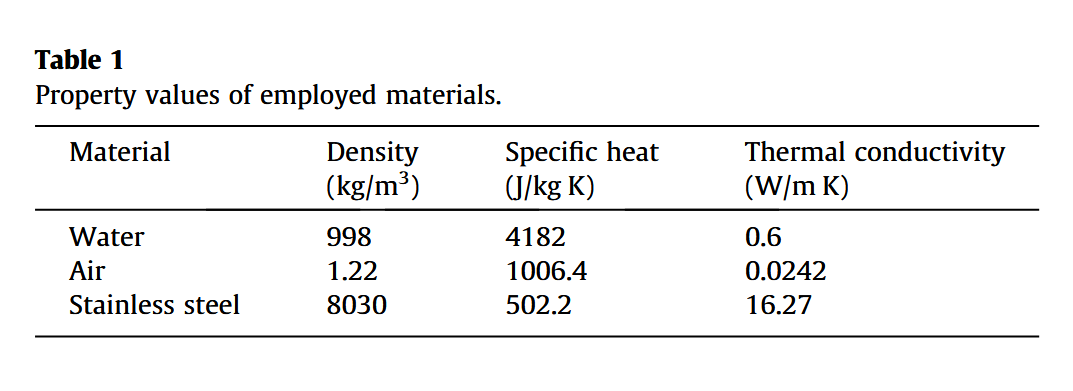 Table 1
Property values of employed materials.
Material Density Specific heat Thermal conductivity
(kg/m³) (J/kg K) (W/m K)
Water 998 4182 0.6
Air 1.22 1006.4 0.0242
Stainless steel 8030 502.2 16.27